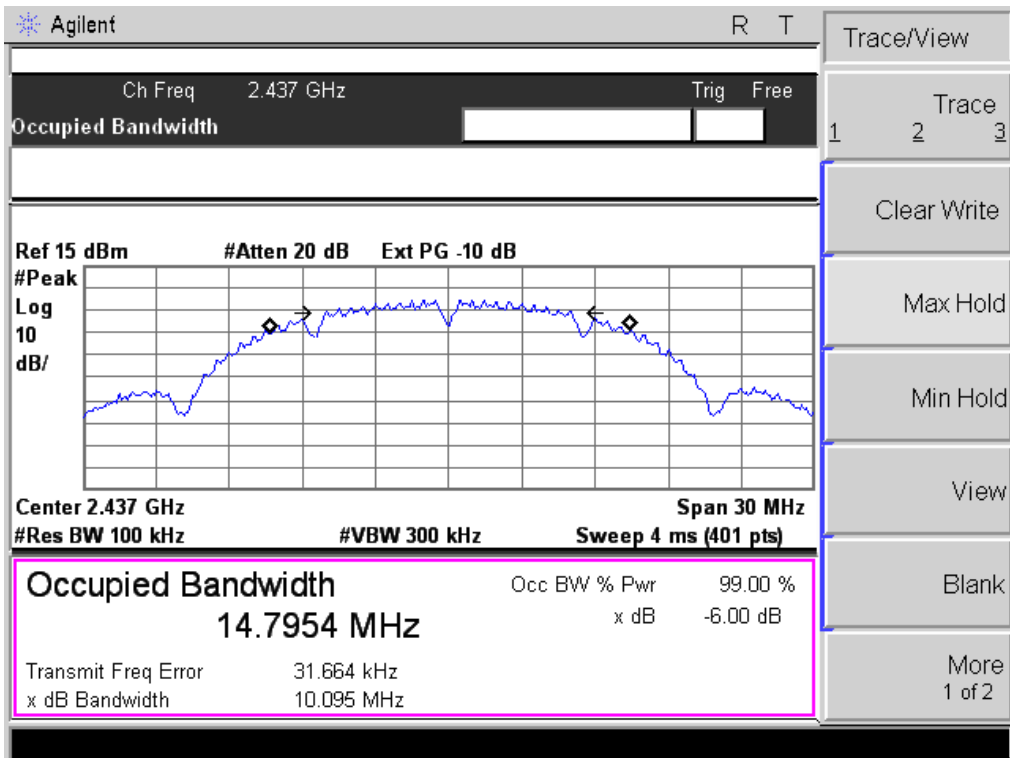 Agilent R T
Ch Freq 2.437 GHz Trig Free
Occupied Bandwidth
Ref 15 dBm #Atten 20 dB Ext PG -10 dB
#Peak
Log
10
dB/
Center 2.437 GHz Span 30 MHz
#Res BW 100 kHz #VBW 300 kHz Sweep 4 ms (401 pts)
Occupied Bandwidth Occ BW % Pwr 99.00 %
14.7954 MHz x dB -6.00 dB
Transmit Freq Error 31.664 kHz
x dB Bandwidth 10.095 MHz
Trace/View
Trace
1 2 3
Clear Write
Max Hold
Min Hold
View
Blank
More
1 of 2